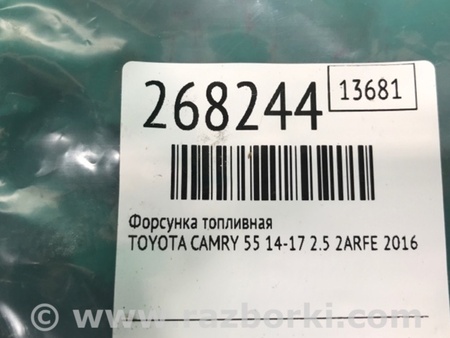 268244
13681
Форсунка топливная
TOYOTA CAMRY 55 14-17 2.5 2ARFE 2016
© www.razborki.com